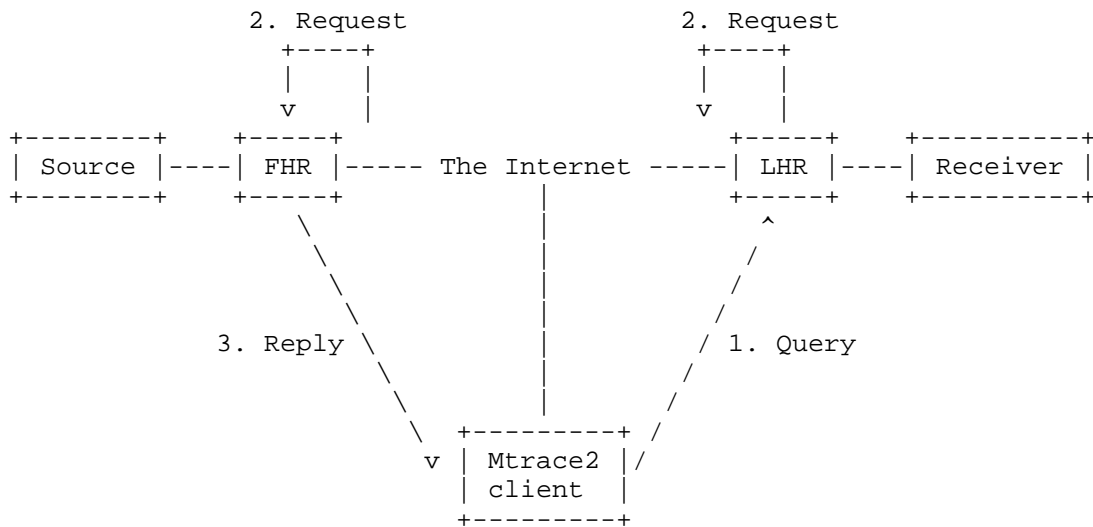 2. Request 2. Request
Source FHR The Internet LHR Receiver
3. Reply 1. Query
v Mtrace2
client